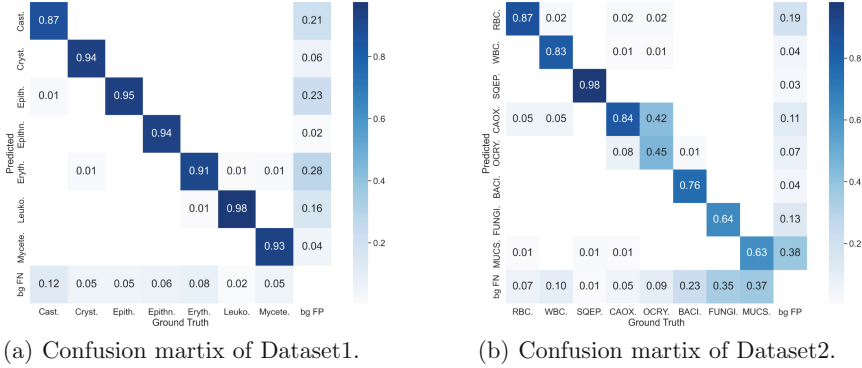 Cast. 0.87 0.21
Cryst. 0.94 0.06
Epith. 0.01 0.95 0.23
Epithn. 0.94 0.02
Eryth. 0.01 0.91 0.01 0.01 0.28
Leuko. 0.01 0.98 0.16
Mycete. 0.93 0.04
bg FN 0.12 0.05 0.05 0.06 0.08 0.02 0.05
Cast. Cryst. Epith. Epithn. Eryth. Leuko. Mycete. bg FP
Ground Truth
Predicted
0.8
0.6
0.4
0.2
(a) Confusion martix of Dataset1.
RBC. 0.87 0.02 0.02 0.02 0.19
WBC. 0.83 0.01 0.01 0.04
SQEP. 0.98 0.03
CAOX. 0.05 0.05 0.84 0.42 0.11
OCRY. 0.08 0.45 0.01 0.07
BACI. 0.76 0.04
FUNGI. 0.64 0.13
MUCS. 0.01 0.01 0.01 0.63 0.38
bg FN 0.07 0.10 0.01 0.05 0.09 0.23 0.35 0.37
RBC. WBC. SQEP. CAOX. OCRY. BACI. FUNGI. MUCS. bg FP
Ground Truth
Predicted
0.8
0.6
0.4
0.2
(b) Confusion martix of Dataset2.